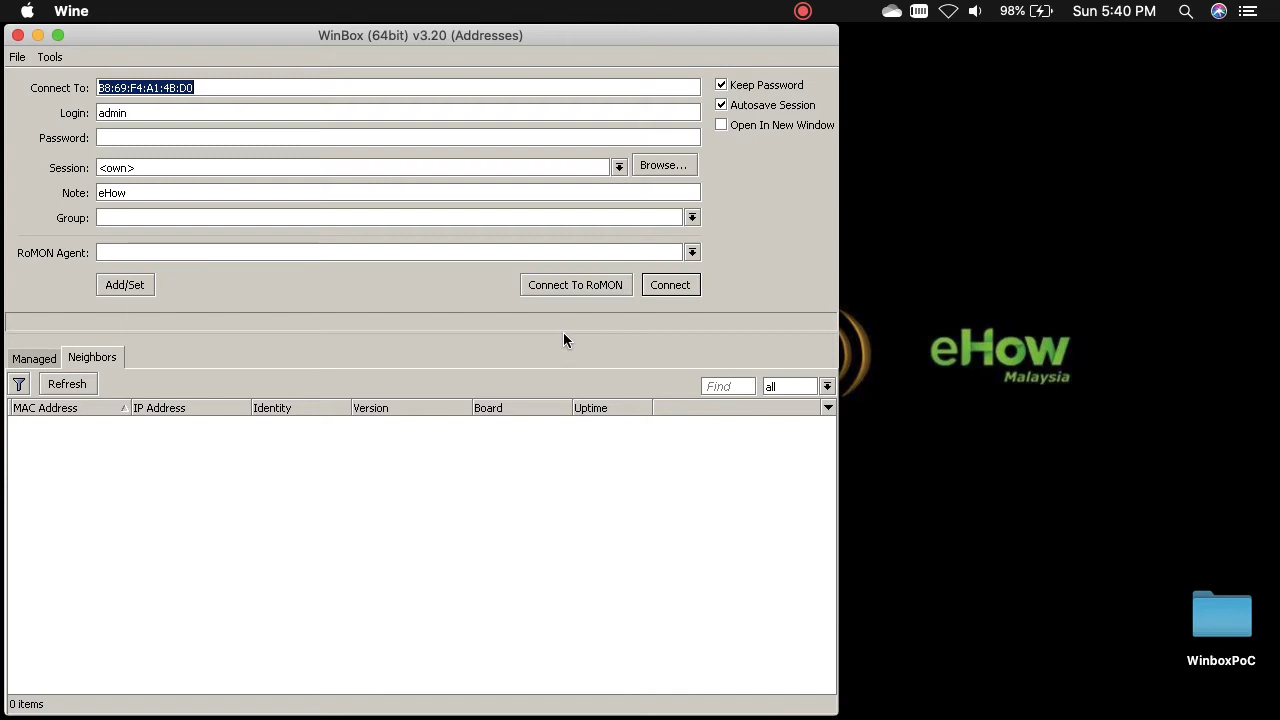 Wine
98%
Sun 5:40 PM
WinBox (64bit) v3.20 (Addresses)
File Tools
Connect To: B8:69:F4:A1:4B:D0
Keep Password
Login: admin
Autosave Session
Password:
Open In New Window
Session: <own>
Browse...
Note: eHow
Group:
RoMON Agent:
Add/Set
Connect To RoMON
Connect
Managed
Neighbors
Refresh
Find
all
MAC Address
IP Address
Identity
Version
Board
Uptime
0 items
eHow
Malaysia
WinboxPoC